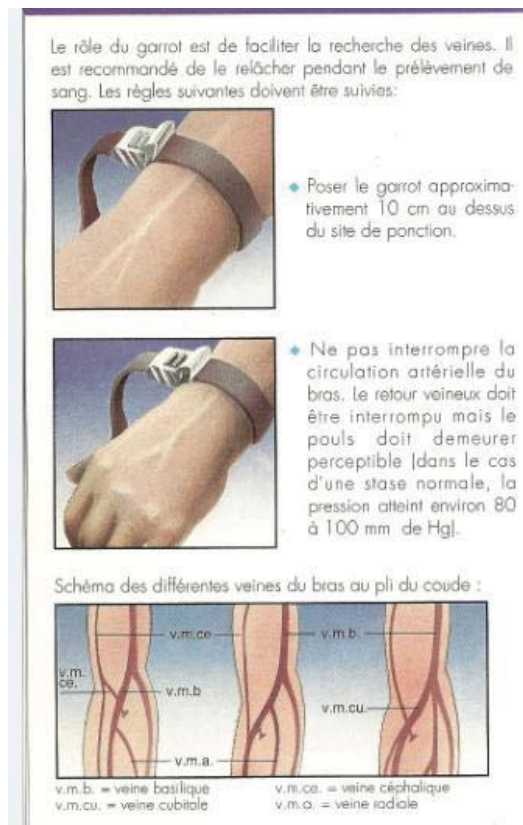 Le rôle du garrot est de faciliter la recherche des veines. Il
est recommandé de le relâcher pendant le prélèvement de
sang. Les règles suivantes doivent être suivies:
◆ Poser le garrot approxima-
tivement 10 cm au dessus
du site de ponction.
◆ Ne pas interrompre la
circulation artérielle du
bras. Le retour veineux doit
être interrompu mais le
pouls doit demeurer
perceptible (dans le cas
d'une stase normale, la
pression atteint environ 80
à 100 mm de Hg).
Schéma des différentes veines du bras au pli du coude :
v.m.ce
v.m.b.
v.m.
ce.
v.m.b
v.m.cu.
v.m.a.
v.m.b. = veine basilique
v.m.ce. = veine céphalique
v.m.cu. = veine cubitale
v.m.a. = veine radiale